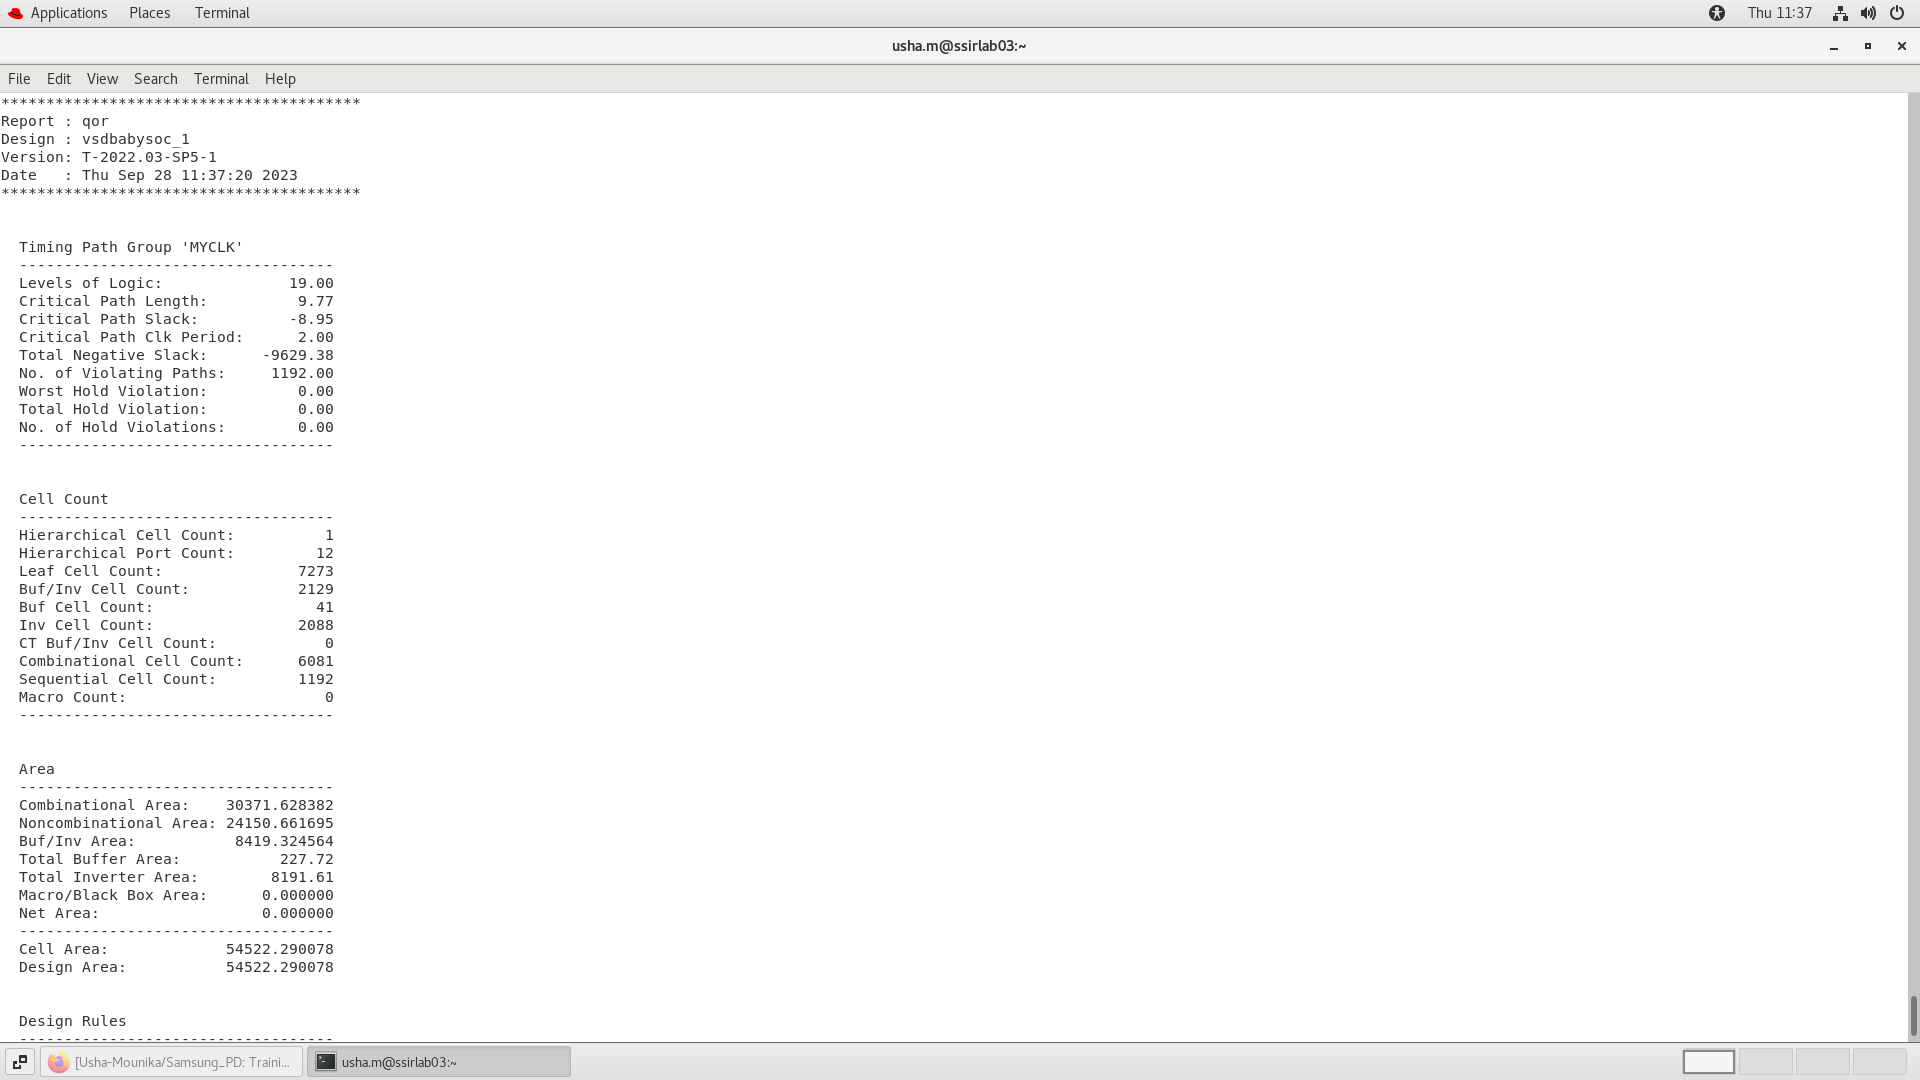 Applications Places Terminal Thu 11:37
usha.m@ssirlab03:~
File Edit View Search Terminal Help
****************************************
Report : qor
Design : vsdbabysoc_1
Version: T-2022.03-SP5-1
Date   : Thu Sep 28 11:37:20 2023
****************************************
Timing Path Group 'MYCLK'
-----------------------------------
Levels of Logic:              19.00
Critical Path Length:          9.77
Critical Path Slack:          -8.95
Critical Path Clk Period:      2.00
Total Negative Slack:      -9629.38
No. of Violating Paths:     1192.00
Worst Hold Violation:          0.00
Total Hold Violation:          0.00
No. of Hold Violations:        0.00
-----------------------------------
Cell Count
-----------------------------------
Hierarchical Cell Count:          1
Hierarchical Port Count:         12
Leaf Cell Count:               7273
Buf/Inv Cell Count:            2129
Buf Cell Count:                  41
Inv Cell Count:                2088
CT Buf/Inv Cell Count:            0
Combinational Cell Count:      6081
Sequential Cell Count:         1192
Macro Count:                      0
-----------------------------------
Area
-----------------------------------
Combinational Area:    30371.628382
Noncombinational Area: 24150.661695
Buf/Inv Area:           8419.324564
Total Buffer Area:           227.72
Total Inverter Area:        8191.61
Macro/Black Box Area:      0.000000
Net Area:                  0.000000
-----------------------------------
Cell Area:             54522.290078
Design Area:           54522.290078
Design Rules
-----------------------------------
[Usha-Mounika/Samsung_PD: Traini... usha.m@ssirlab03:~